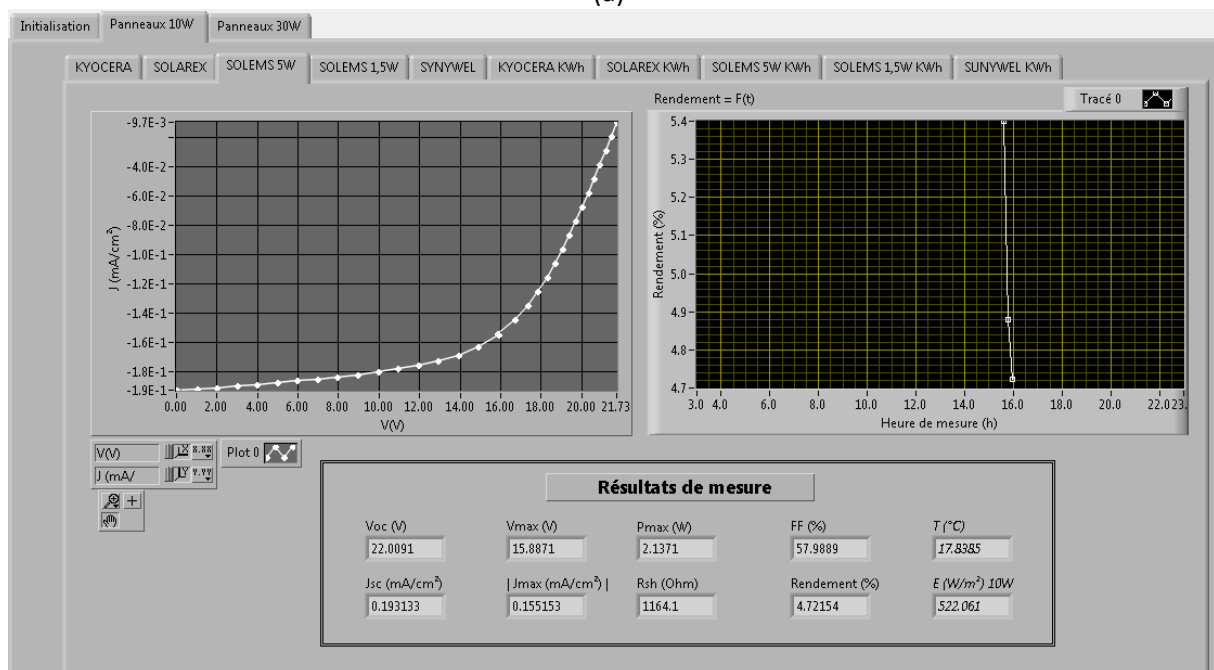 (a)
Initialisation Panneaux 10W Panneaux 30W
KYOCERA SOLAREX SOLEMS 5W SOLEMS 1,5W SYNYWEL KYOCERA KWh SOLAREX KWh SOLEMS 5W KWh SOLEMS 1,5W KWh SUNYWEL KWh
Rendement = F(t) Tracé 0
-9.7E-3
-4.0E-2
-6.0E-2
-8.0E-2
-1.0E-1
-1.2E-1
-1.4E-1
-1.6E-1
-1.8E-1
-1.9E-1
J (mA/cm²)
0.00 2.00 4.00 6.00 8.00 10.00 12.00 14.00 16.00 18.00 20.00 21.73
V(V)
5.4
5.3
5.2
5.1
5.0
4.9
4.8
4.7
Rendement (%)
3.0 4.0 6.0 8.0 10.0 12.0 14.0 16.0 18.0 20.0 22.0 23.
Heure de mesure (h)
V(V) Plot 0
J (mA/
Résultats de mesure
Voc (V) Vmax (V) Pmax (W) FF (%) T (°C)
22.0091 15.8871 2.1371 57.9889 17.8385
Jsc (mA/cm²) | Jmax (mA/cm²) | Rsh (Ohm) Rendement (%) E (W/m²) 10W
0.193133 0.155153 1164.1 4.72154 522.061